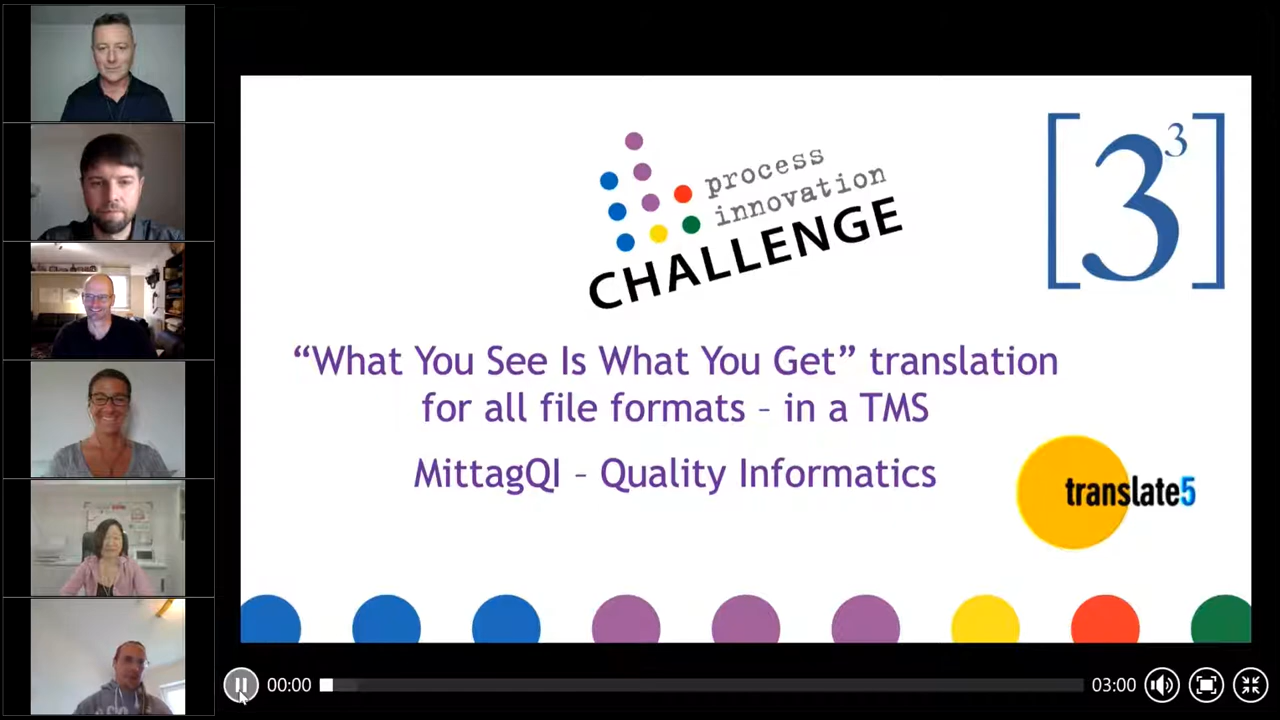 process
innovation
CHALLENGE
[3³]
“What You See Is What You Get” translation
for all file formats – in a TMS
MittagQI – Quality Informatics
translate5
00:00
03:00